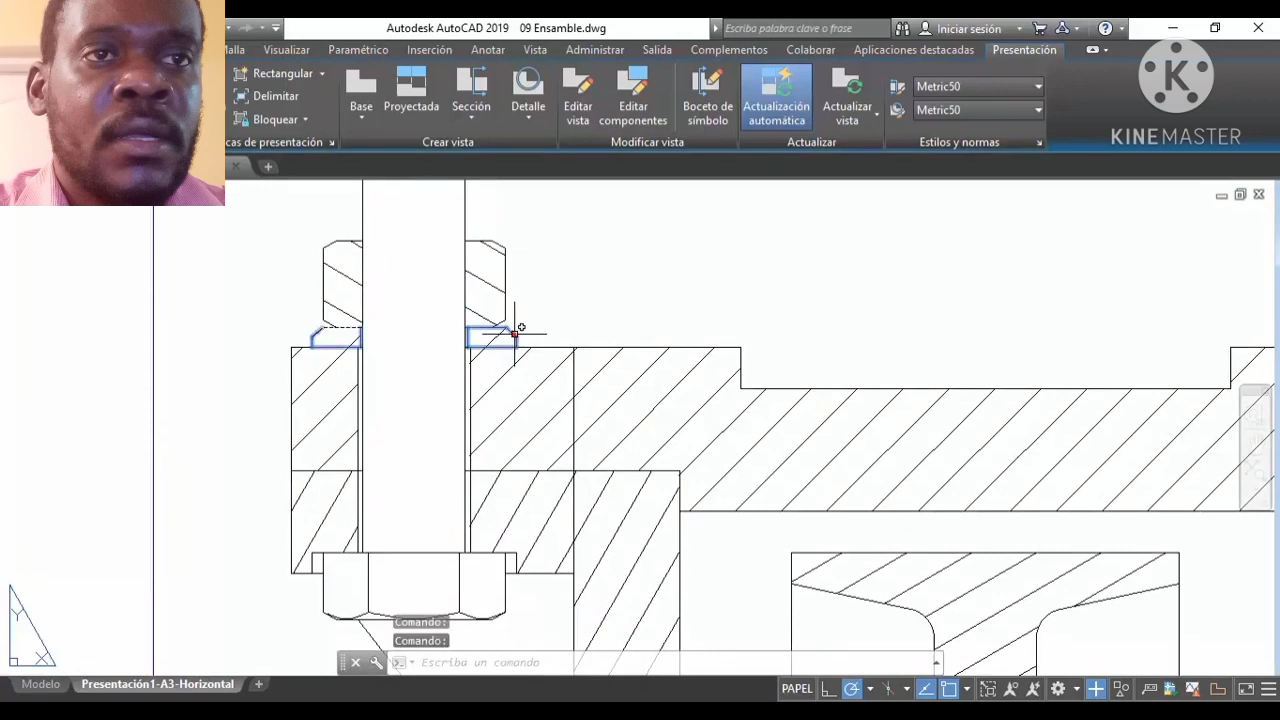 Autodesk AutoCAD 2019 09 Ensamble.dwg
Escriba palabra clave o frase
Iniciar sesión
Malla Visualizar Paramétrico Inserción Anotar Vista Administrar Salida Complementos Colaborar Aplicaciones destacadas Presentación
Rectangular
Delimitar
Bloquear
Base
Proyectada
Sección
Detalle
Editar
vista
Editar
componentes
Boceto de
símbolo
Actualización
automática
Actualizar
vista
Metric50
Metric50
cas de presentación
Crear vista
Modificar vista
Actualizar
Estilos y normas
K
KINEMASTER
Y
X
Comando:
Comando:
Escriba un comando
Modelo
Presentación1-A3-Horizontal
PAPEL